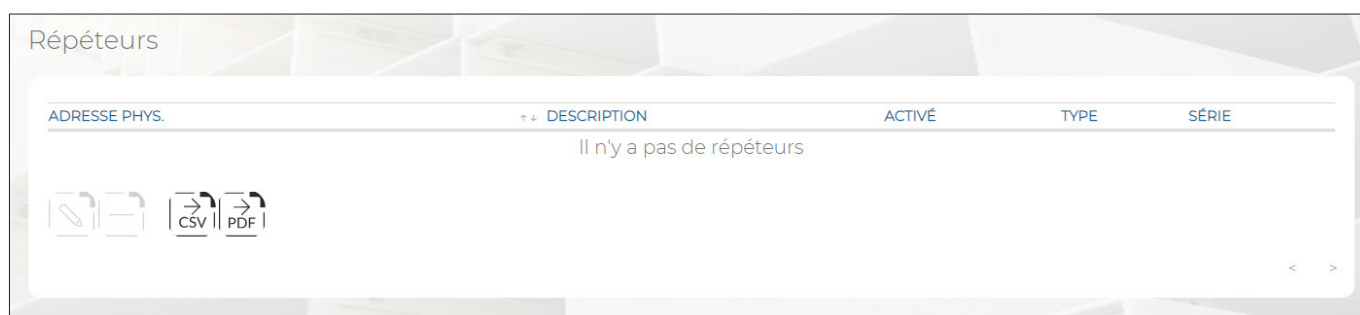 Répéteurs
ADRESSE PHYS. ↑↓ DESCRIPTION ACTIVÉ TYPE SÉRIE
Il n'y a pas de répéteurs
CSV PDF
< >